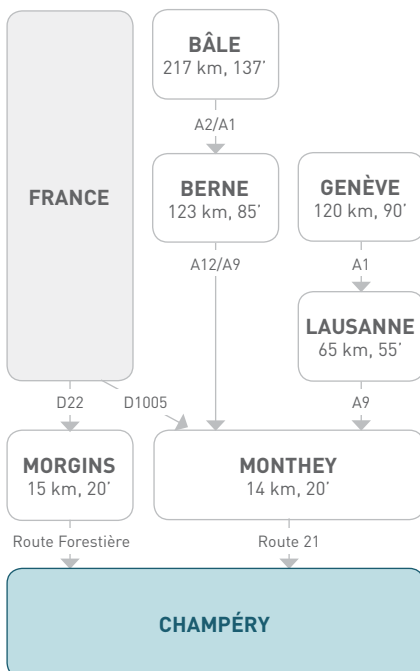 BÂLE
217 km, 137’
A2/A1
FRANCE
BERNE
123 km, 85’
GENÈVE
120 km, 90’
A12/A9
A1
LAUSANNE
65 km, 55’
D22
D1005
A9
MORGINS
15 km, 20’
MONTHEY
14 km, 20’
Route Forestière
Route 21
CHAMPÉRY